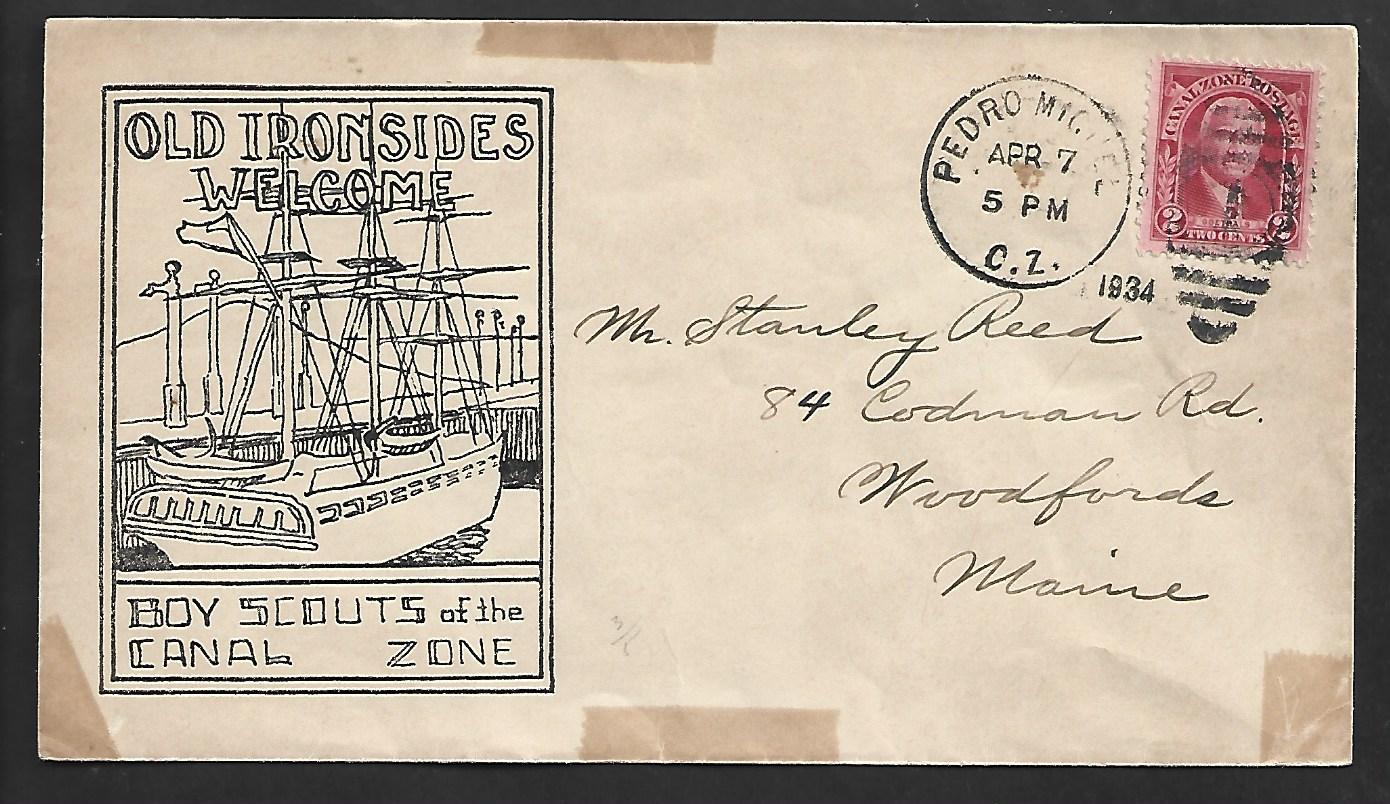 OLD IRONSIDES
WELCOME
BOY SCOUTS of the
CANAL ZONE
PEDRO MIGUEL
APR 7
5 PM
C.Z.
1934
CANAL ZONE POSTAGE
GOETHALS
2 2
TWO CENTS
Mr. Stanley Reed
84 Codman Rd.
Woodfords
Maine